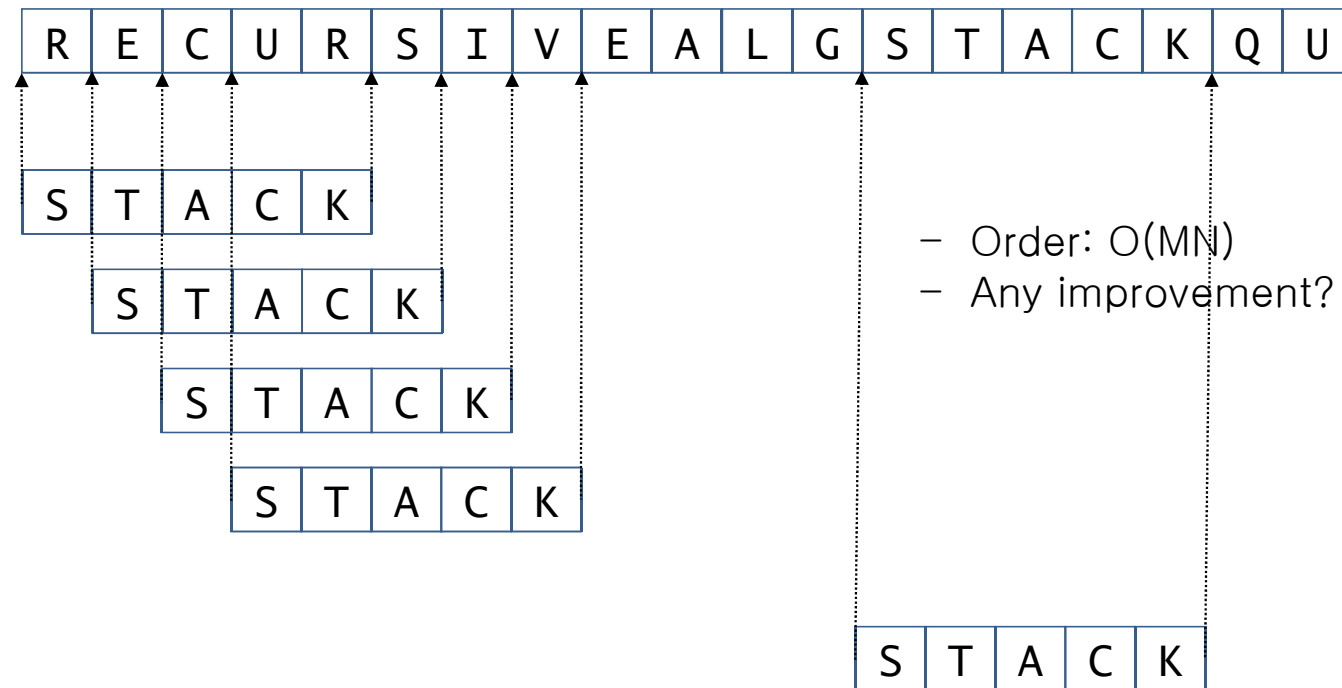 R E C U R S I V E A L G S T A C K Q U
S T A C K
– Order: O(MN)
S T A C K
– Any improvement?
S T A C K
S T A C K
S T A C K